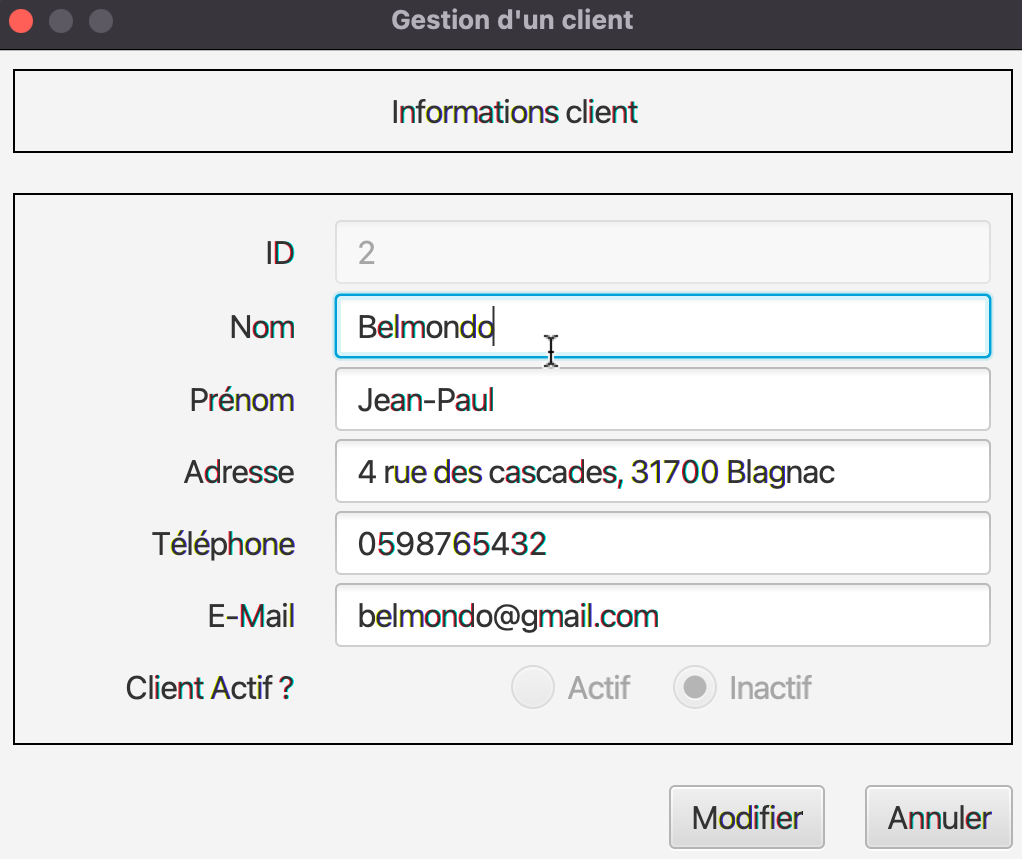 Gestion d'un client
Informations client
ID 2
Nom Belmondo
Prénom Jean-Paul
Adresse 4 rue des cascades, 31700 Blagnac
Téléphone 0598765432
E-Mail belmondo@gmail.com
Client Actif ? Actif Inactif
Modifier Annuler